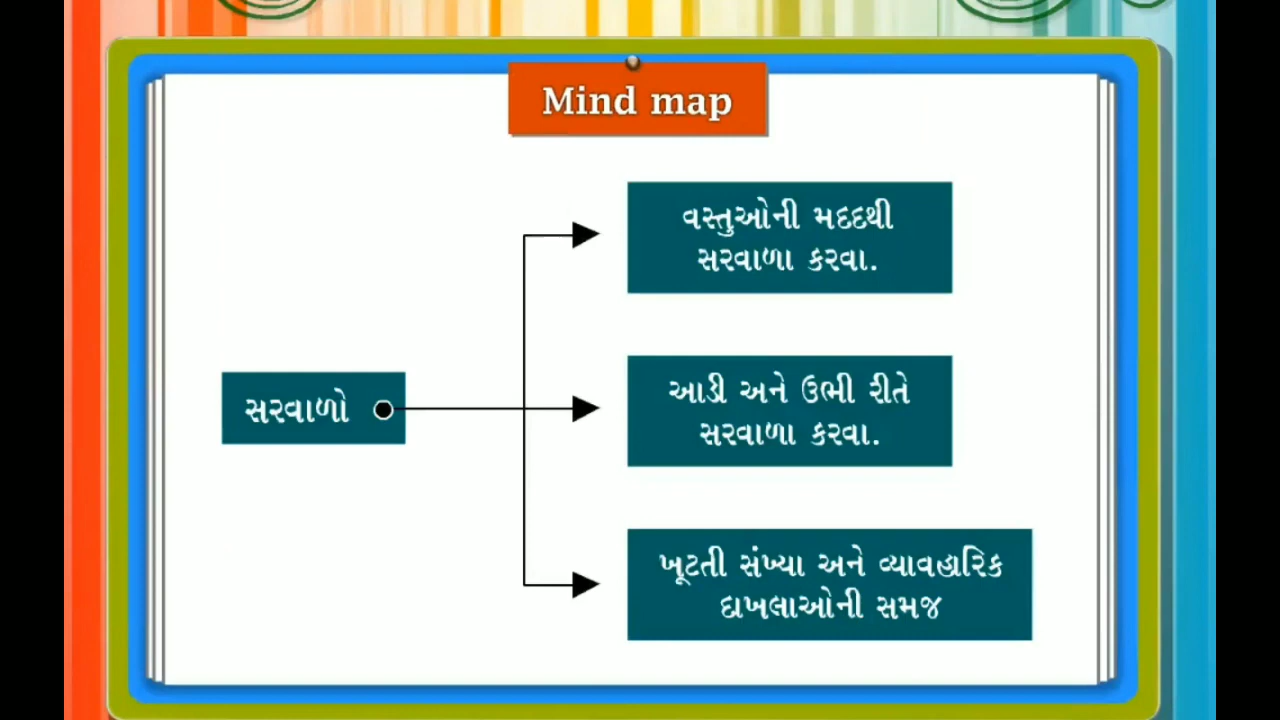 Mind map
વસ્તુઓની મદદથી
સરવાળા કરવા.
સરવાળો
આડી અને ઉભી રીતે
સરવાળા કરવા.
ખૂટતી સંખ્યા અને વ્યાવહારિક
દાખલાઓની સમજ